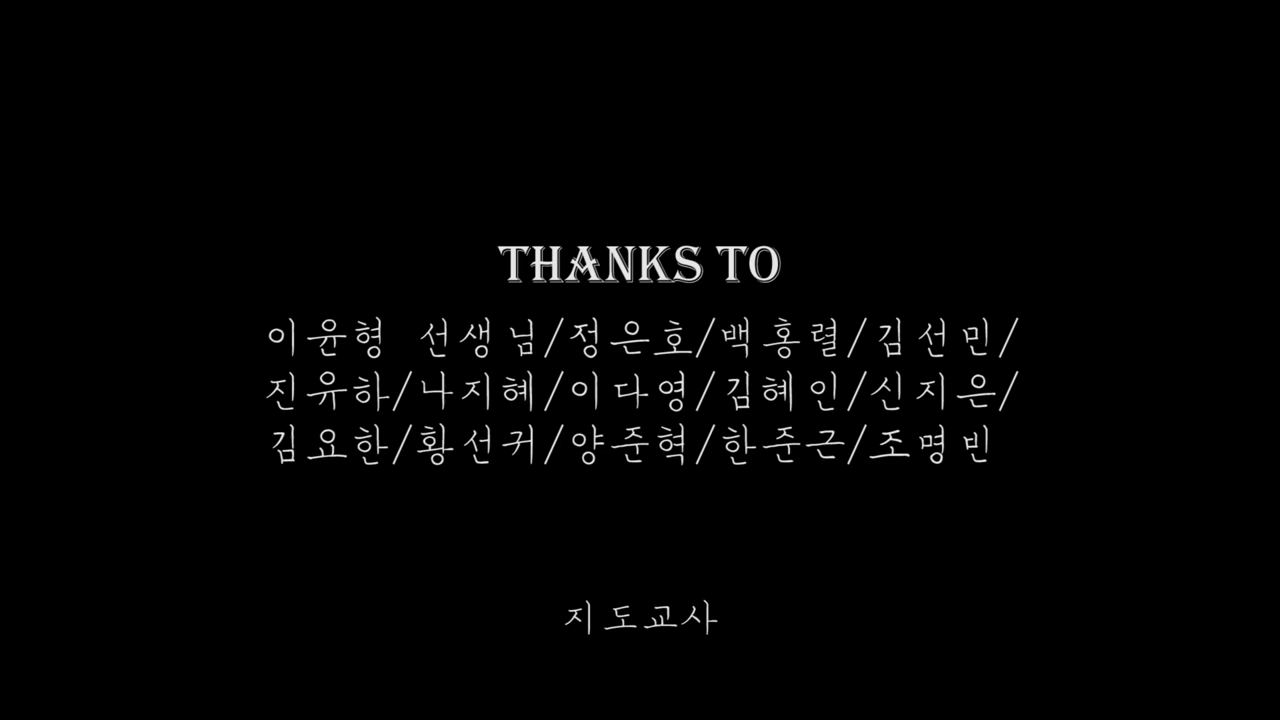 THANKS TO
이윤형 선생님/정은호/백홍렬/김선민/
진유하/나지혜/이다영/김혜인/신지은/
김요한/황선귀/양준혁/한준근/조명빈
지도교사